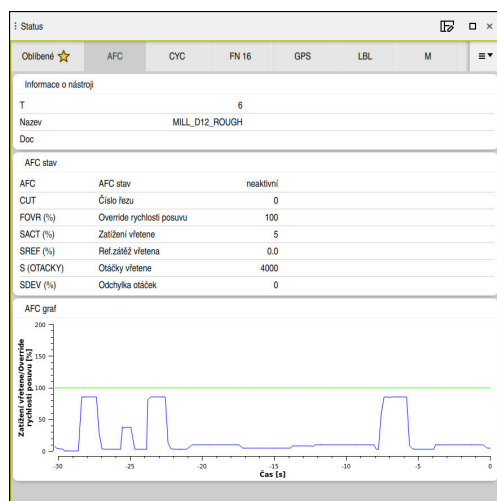 Status
Oblíbené AFC CYC FN 16 GPS LBL M
Informace o nástroji
T 6
Nazev MILL_D12_ROUGH
Doc
AFC stav
AFC AFC stav neaktivní
CUT Číslo řezu 0
FOVR (%) Override rychlosti posuvu 100
SACT (%) Zatížení vřetene 5
SREF (%) Ref.zátěž vřetena 0.0
S (OTACKY) Otáčky vřetene 4000
SDEV (%) Odchylka otáček 0
AFC graf
Zatížení vřetene/Override
rychlosti posuvu [%]
200
150
100
50
0
-30 -25 -20 -15 -10 -5 0
Čas [s]